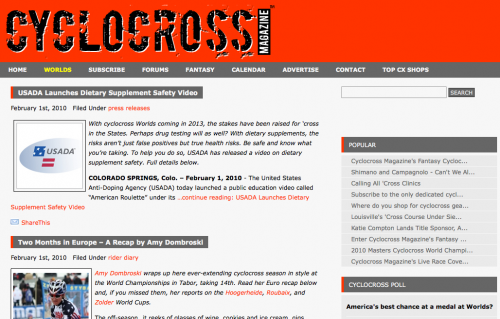 CYCLOCROSS MAGAZINE
HOME WORLDS SUBSCRIBE FORUMS FANTASY CALENDAR ADVERTISE CONTACT TOP CX SHOPS
USADA Launches Dietary Supplement Safety Video
February 1st, 2010 Filed Under press releases
With cyclocross Worlds coming in 2013, the stakes have been raised for 'cross
in the States. Perhaps drug testing will as well? With dietary supplements, the
risks aren't just false positives but true health risks. Be safe and know what
you're taking. To help you do so, USADA has released a video on dietary
supplement safety. Full details below.
USADA
COLORADO SPRINGS, Colo. – February 1, 2010 - The United States
Anti-Doping Agency (USADA) today launched a public education video called
"American Roulette" under its ..continue reading: USADA Launches Dietary
Supplement Safety Video
ShareThis
Two Months in Europe – A Recap by Amy Dombroski
February 1st, 2010 Filed Under rider diary
Amy Dombroski wraps up here ever-extending cyclocross season in style at
the World Championships in Tabor, taking 14th. Read her Euro recap below
and, if you missed them, her reports on the Hoogerheide, Roubaix, and
Zolder World Cups.
The off-season, it reeks of glasses of wine, cookies and ice cream, nips
SEARCH
POPULAR
Cyclocross Magazine's Fantasy Cycloc...
Shimano and Campagnolo - Can't We Al...
Calling All 'Cross Clinics
Subscribe to the only dedicated cycl...
Where do you shop for cyclocross gea...
Louisville's 'Cross Course Under Sie...
Katie Compton Lands Title Sponsor, A...
Enter Cyclocross Magazine's Fantasy ...
2010 Masters Cyclocross World Champi...
Cyclocross Magazine's Live Race Cove...
CYCLOCROSS POLL
America's best chance at a medal at Worlds?